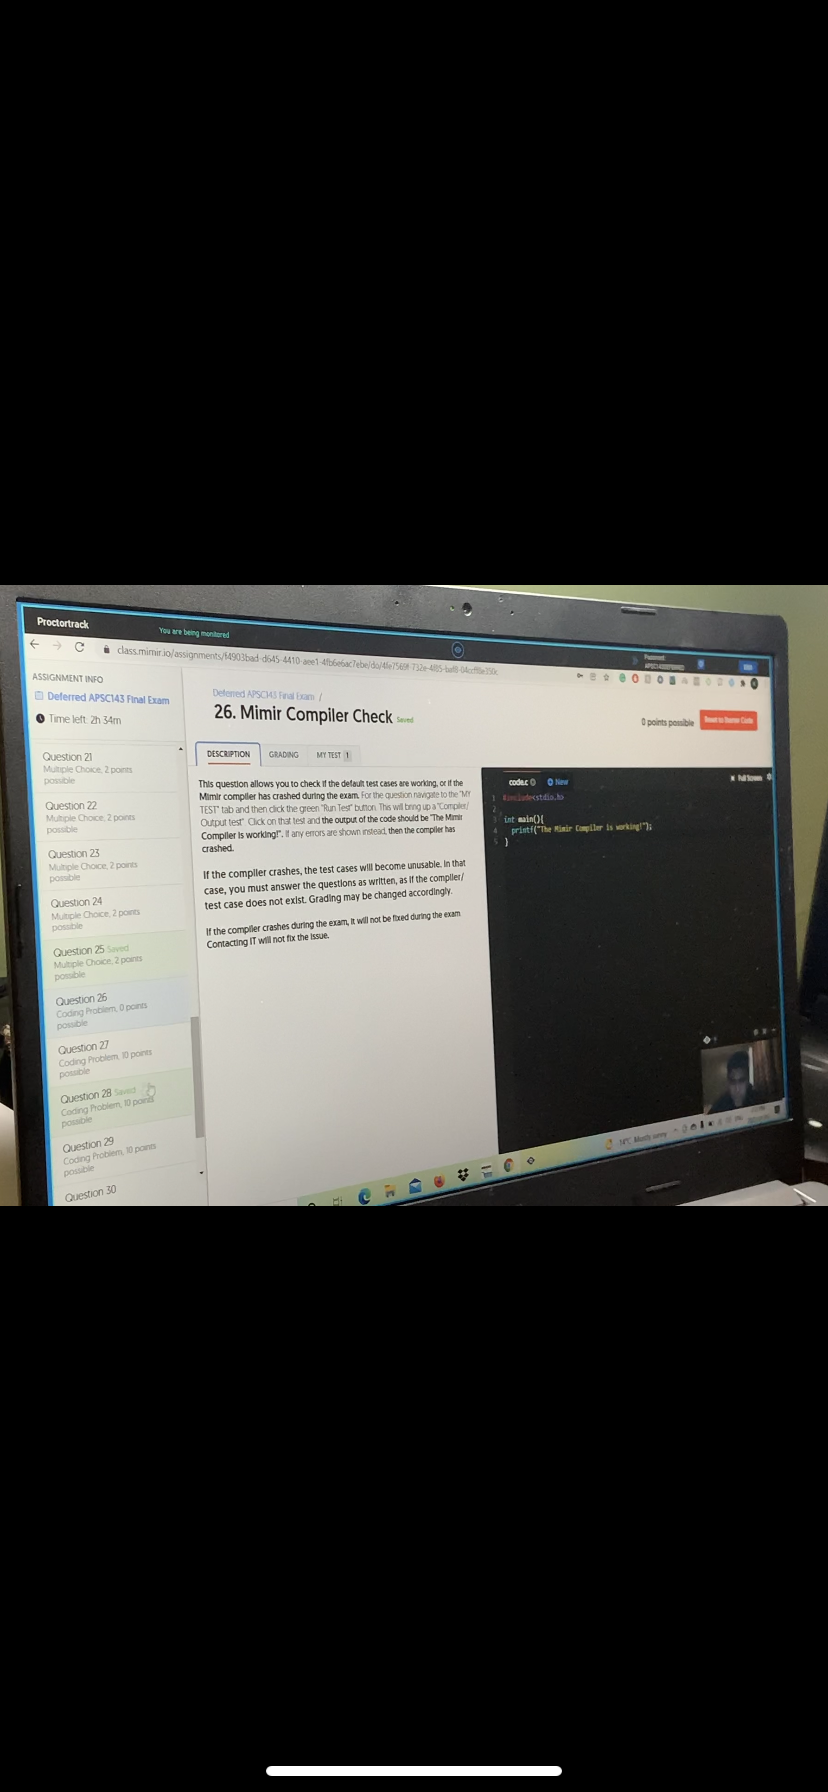 Proctortrack
You are being monitored
class.mimir.io/assignments/
ASSIGNMENT INFO
Deferred APSC143 Final Exam
Time left: 2h 34m
Question 21
Multiple Choice, 2 points
possible
Question 22
Multiple Choice, 2 points
possible
Question 23
Multiple Choice, 2 points
possible
Question 24
Multiple Choice, 2 points
possible
Question 25 Saved
Multiple Choice, 2 points
possible
Question 26
Coding Problem, 0 points
possible
Question 27
Coding Problem, 10 points
possible
Question 28 Saved
Coding Problem, 10 points
possible
Question 29
Coding Problem, 10 points
possible
Question 30
Deferred APSC143 Final Exam /
26. Mimir Compiler Check Saved
0 points possible
Reset to Starter Code
DESCRIPTION GRADING MY TEST 1
This question allows you to check if the default test cases are working, or if the
Mimir compiler has crashed during the exam. For the question navigate to the "MY
TEST" tab and then click the green "Run Test" button. This will bring up a "Compiler/
Output test". Click on that test and the output of the code should be "The Mimir
Compiler is working!". If any errors are shown instead, then the compiler has
crashed.
If the compiler crashes, the test cases will become unusable. In that
case, you must answer the questions as written, as if the compiler/
test case does not exist. Grading may be changed accordingly.
If the compiler crashes during the exam, it will not be fixed during the exam.
Contacting IT will not fix the issue.
code.c New
Full Screen
1 #include<stdio.h>
2
3 int main(){
4 printf("The Mimir Compiler is working!");
5 }
14°C Mostly sunny